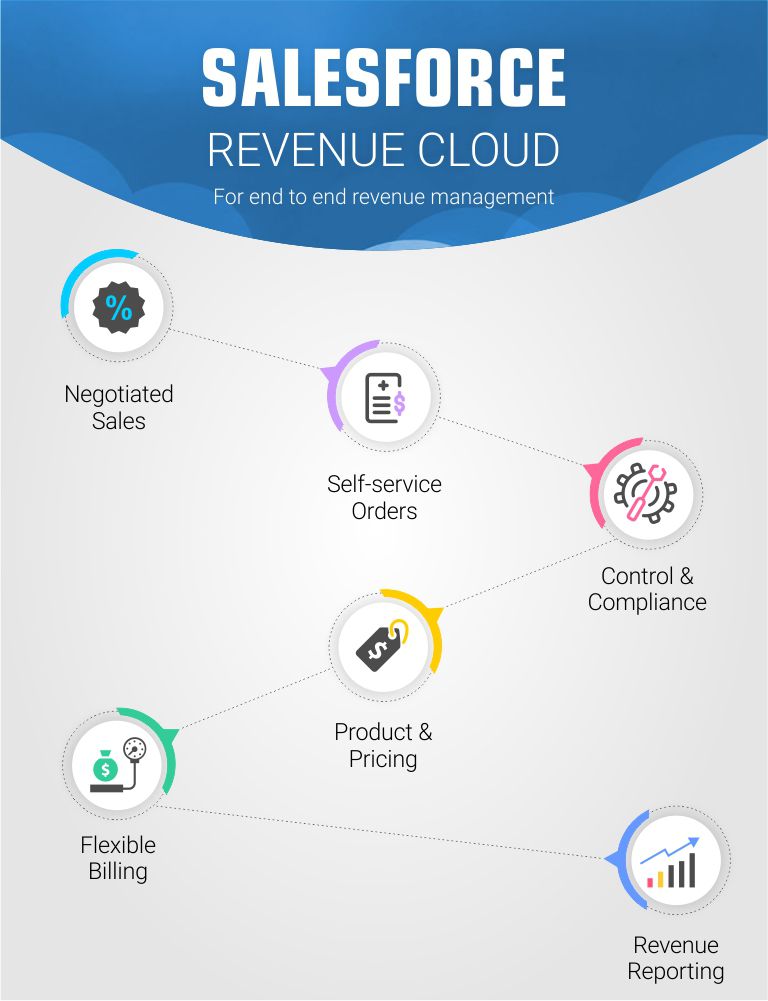 SALESFORCE
REVENUE CLOUD
For end to end revenue management
%
Negotiated
Sales
$
Self-service
Orders
Control &
Compliance
$
Product &
Pricing
$
Flexible
Billing
Revenue
Reporting